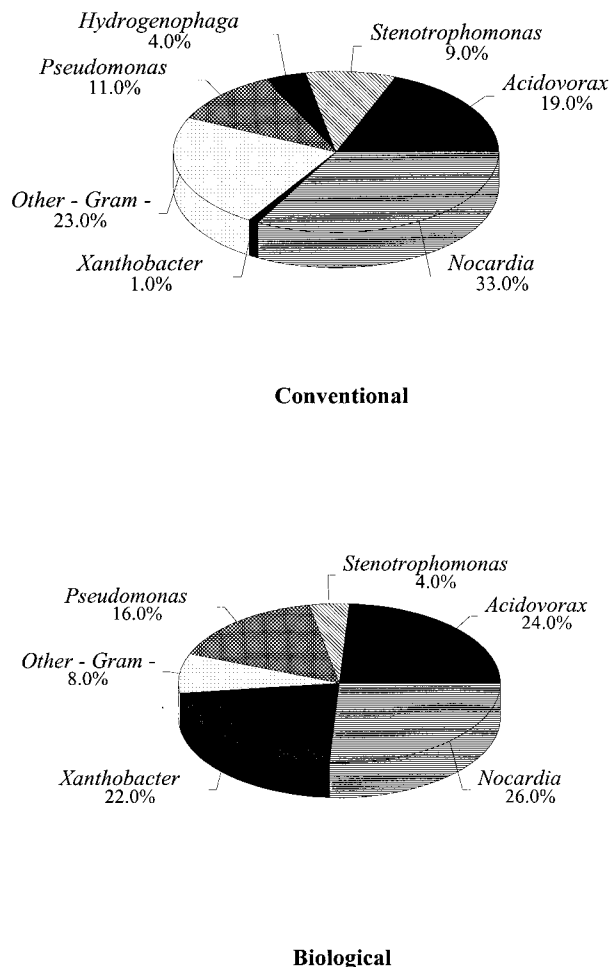 Hydrogenophaga
4.0%
Stenotrophomonas
9.0%
Pseudomonas
11.0%
Acidovorax
19.0%
Other - Gram -
23.0%
Xanthobacter
1.0%
Nocardia
33.0%
Conventional
Stenotrophomonas
4.0%
Pseudomonas
16.0%
Acidovorax
24.0%
Other - Gram -
8.0%
Xanthobacter
22.0%
Nocardia
26.0%
Biological